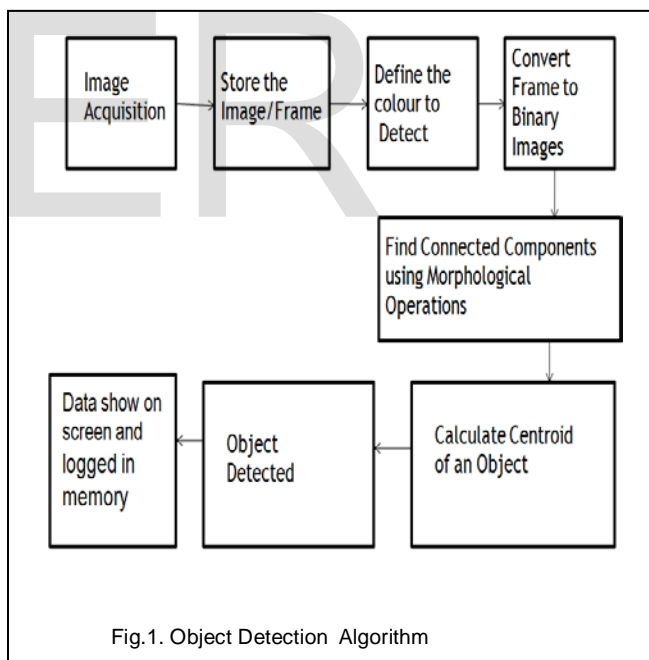 ER
Image
Acquisition
Store the
Image/Frame
Define the
colour to
Detect
Convert
Frame to
Binary
Images
Find Connected Components
using Morphological
Operations
Calculate Centroid
of an Object
Object
Detected
Data show on
screen and
logged in
memory
Fig.1. Object Detection Algorithm